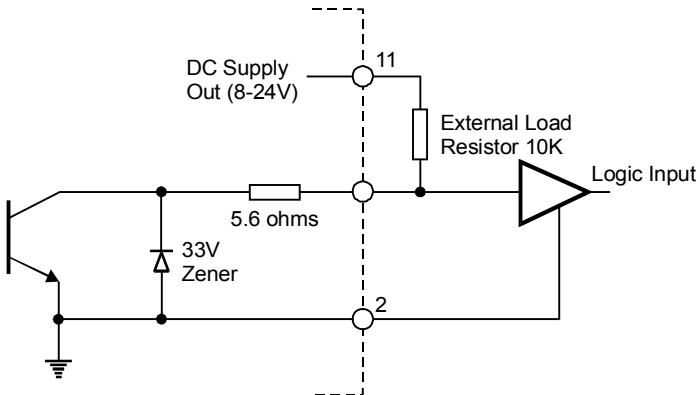 11
DC Supply
Out (8-24V)
External Load
Resistor 10K
Logic Input
5.6 ohms
33V
Zener
2